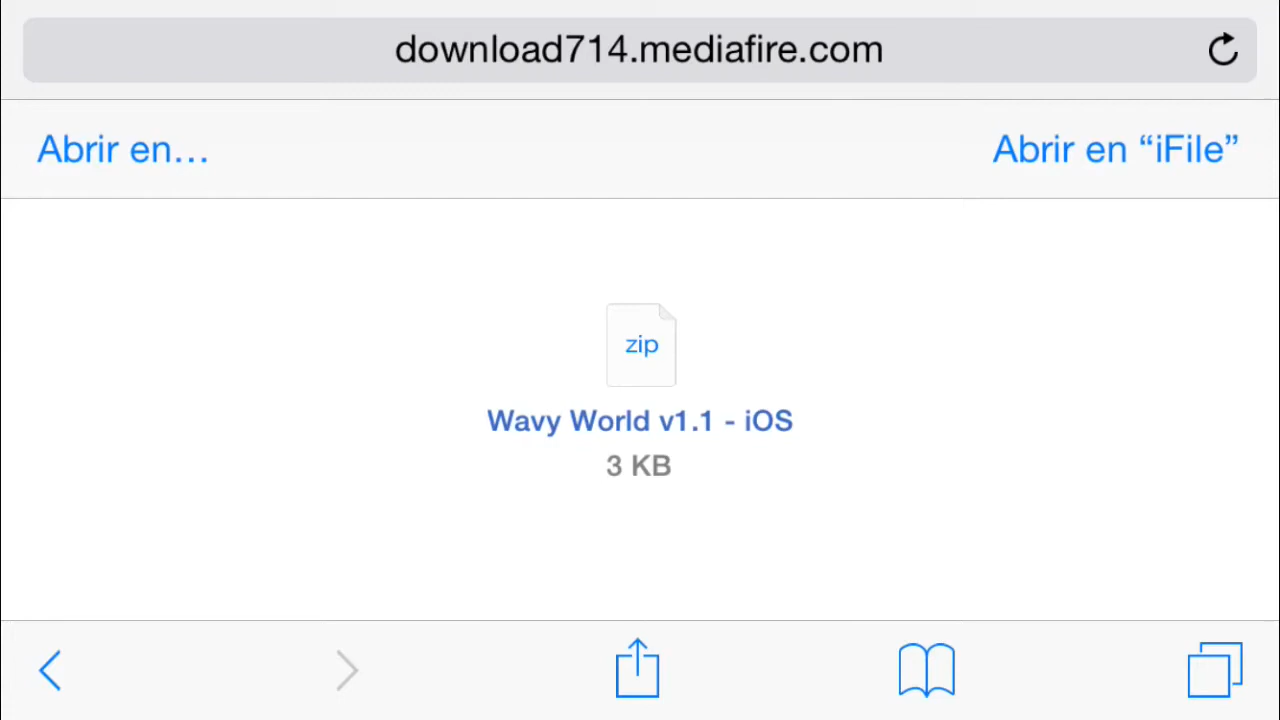 download714.mediafire.com
Abrir en…
Abrir en “iFile”
zip
Wavy World v1.1 - iOS
3 KB